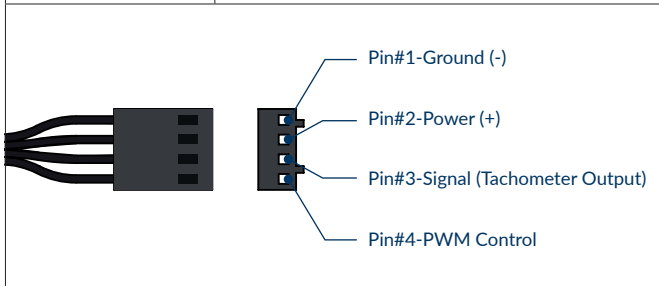 Pin#1-Ground (-)
Pin#2-Power (+)
Pin#3-Signal (Tachometer Output)
Pin#4-PWM Control